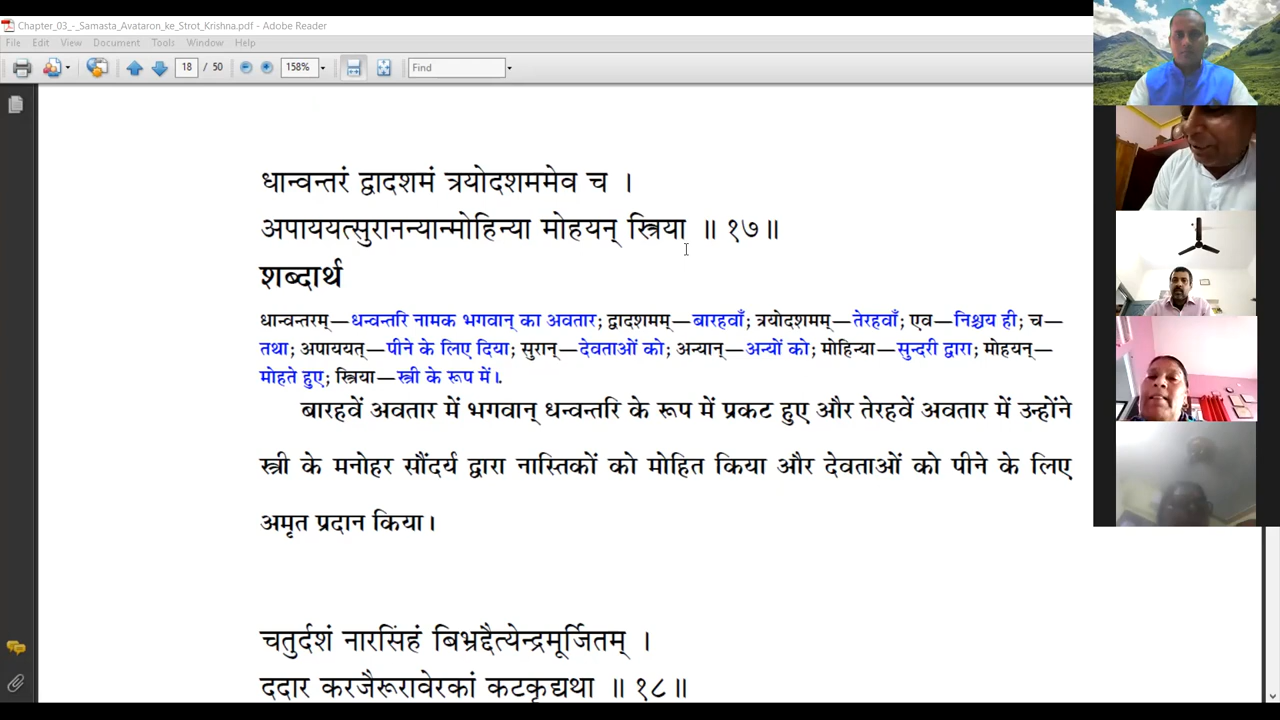 Chapter_03_-_Samasta_Avataron_ke_Strot_Krishna.pdf - Adobe Reader
File Edit View Document Tools Window Help
18 / 50 158% Find
धान्वन्तरं द्वादशमं त्रयोदशममेव च ।
अपाययत्सुरानन्यान्मोहिन्या मोहयन् स्त्रिया ॥ १७॥
शब्दार्थ
धान्वन्तरम्—धन्वन्तरि नामक भगवान् का अवतार; द्वादशमम्—बारहवाँ; त्रयोदशमम्—तेरहवाँ; एव—निश्चय ही; च—
तथा; अपाययत्—पीने के लिए दिया; सुरान्—देवताओं को; अन्यान्—अन्यों को; मोहिन्या—सुन्दरी द्वारा; मोहयन्—
मोहते हुए; स्त्रिया—स्त्री के रूप में।.
बारहवें अवतार में भगवान् धन्वन्तरि के रूप में प्रकट हुए और तेरहवें अवतार में उन्होंने
स्त्री के मनोहर सौंदर्य द्वारा नास्तिकों को मोहित किया और देवताओं को पीने के लिए
अमृत प्रदान किया।
चतुर्दशं नारसिंहं बिभ्रद्दैत्येन्द्रमूर्जितम् ।
ददार करजैरूरावेरकां कटकृद्यथा ॥ १८॥